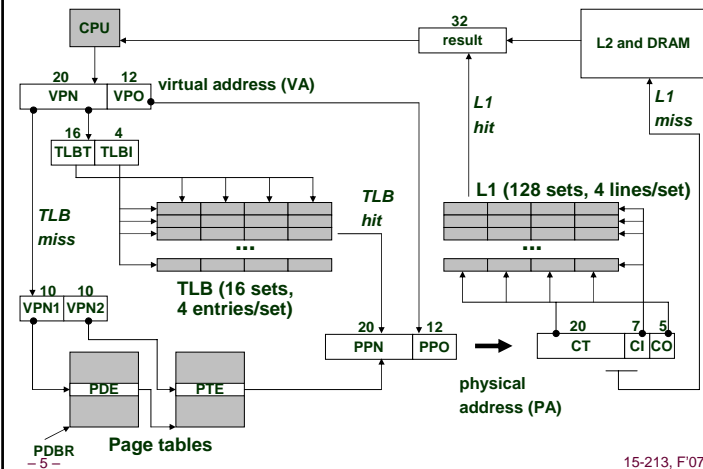 CPU
32
result
L2 and DRAM
20 12
VPN VPO
virtual address (VA)
L1
hit
L1
miss
16 4
TLBT TLBI
TLB
miss
TLB
hit
L1 (128 sets, 4 lines/set)
...
...
TLB (16 sets,
4 entries/set)
10 10
VPN1 VPN2
20 12
PPN PPO
20 7 5
CT CI CO
physical
address (PA)
PDE
PTE
PDBR
Page tables
– 5 –
15-213, F'07